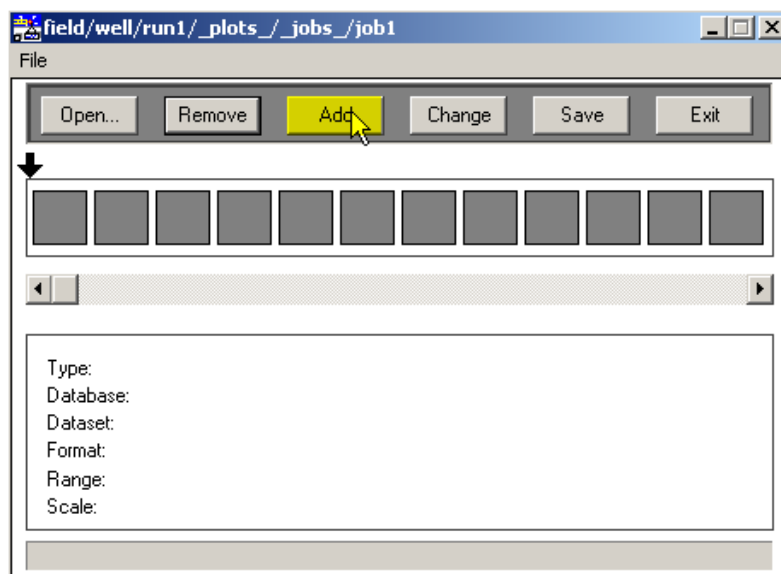 field/well/run1/_plots_/_jobs_/job1
File
Open... Remove Add Change Save Exit
Type:
Database:
Dataset:
Format:
Range:
Scale: